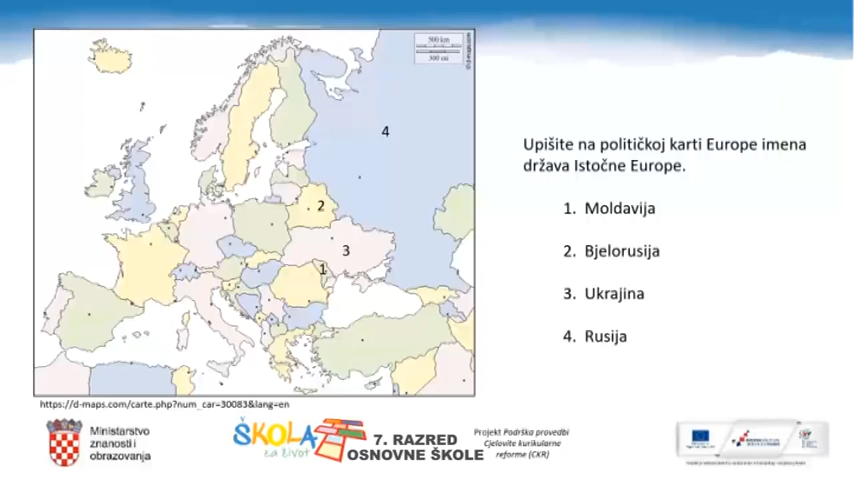 500 km
300 mi
© d-maps.com
4
2
3
1
Upišite na političkoj karti Europe imena
država Istočne Europe.
1. Moldavija
2. Bjelorusija
3. Ukrajina
4. Rusija
https://d-maps.com/carte.php?num_car=30083&lang=en
Ministarstvo
znanosti i
obrazovanja
ŠKOLA
za život
7. RAZRED
OSNOVNE ŠKOLE
Projekt Podrška provedbi
Cjelovite kurikularne
reforme (CKR)